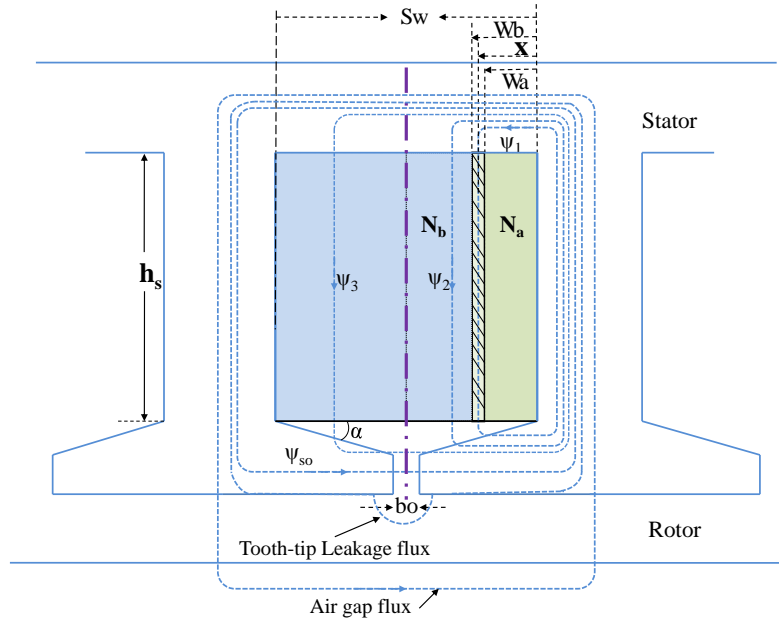 Sw
Wb
x
Wa
Stator
ψ1
Nb
Na
hs
ψ3
ψ2
α
ψso
bo
Rotor
Tooth-tip Leakage flux
Air gap flux